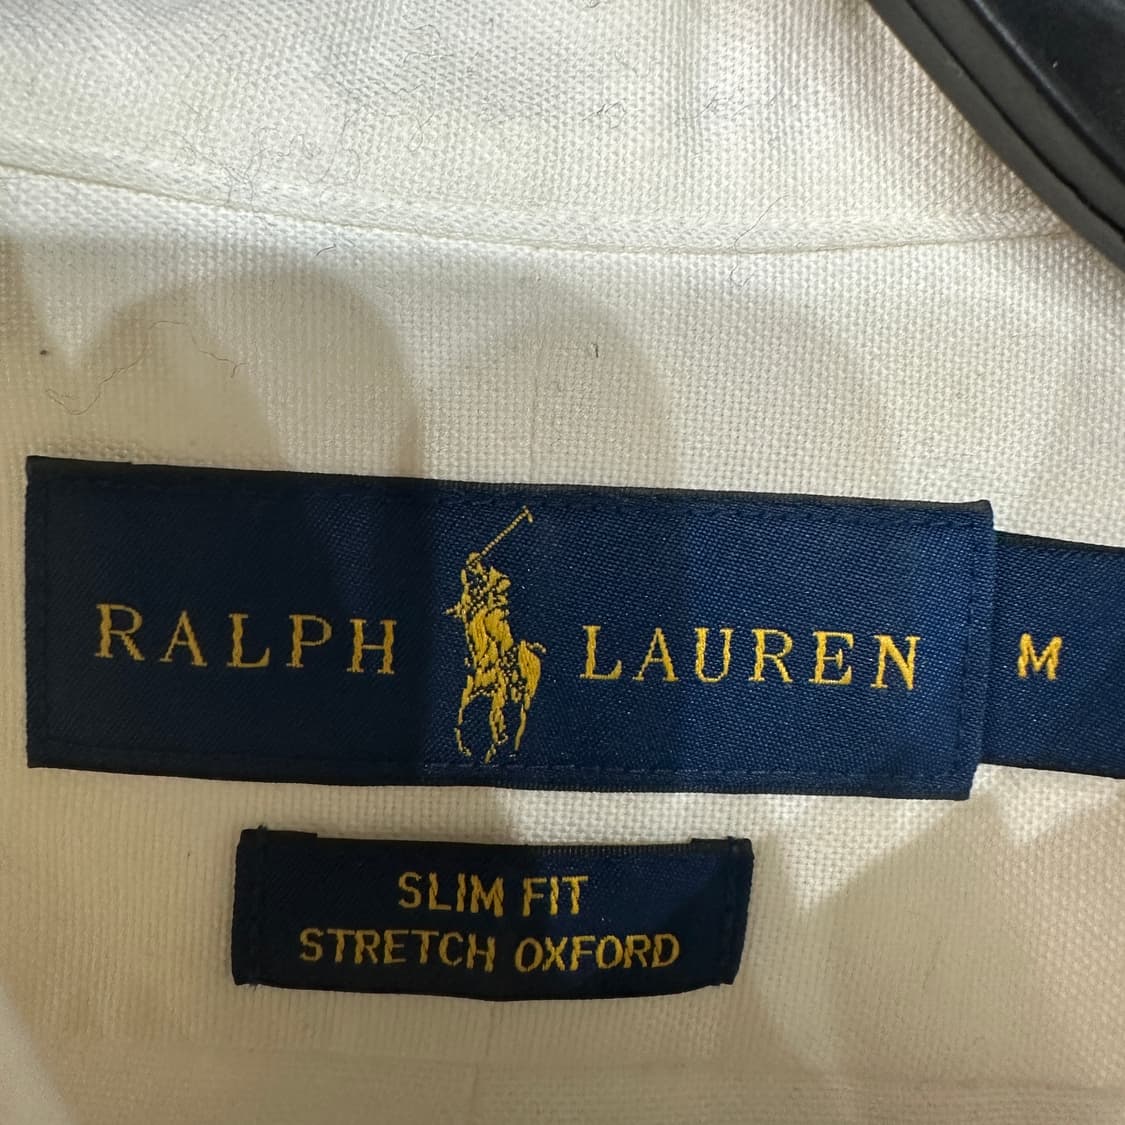 RALPH LAUREN M
SLIM FIT
STRETCH OXFORD